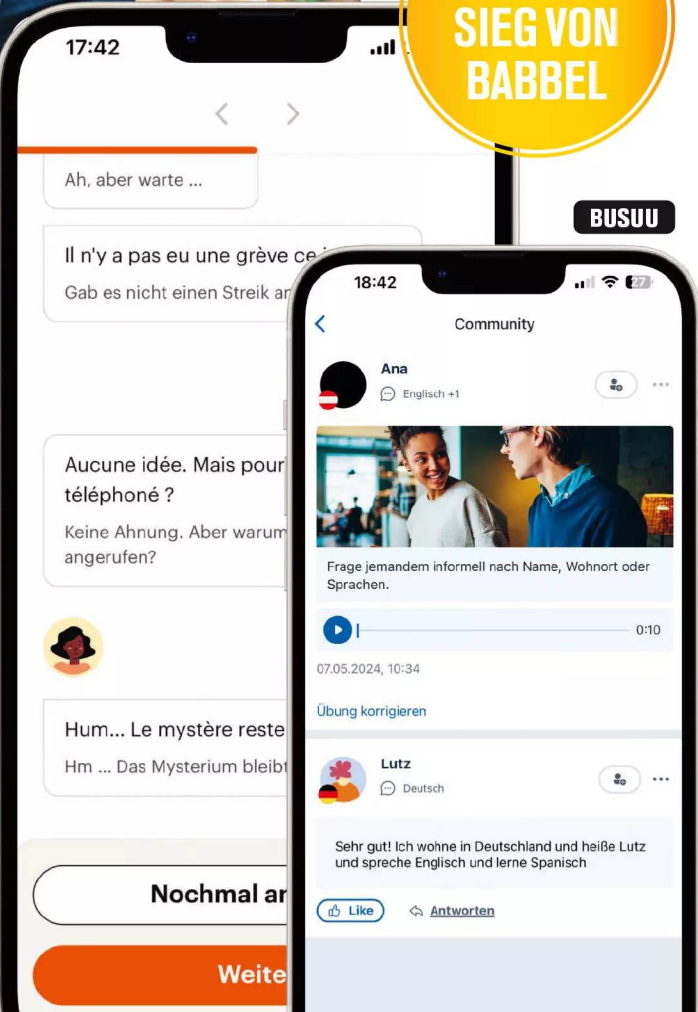 SIEG VON
BABBEL
17:42
Ah, aber warte ...
Il n'y a pas eu une grève ce
Gab es nicht einen Streik an
Aucune idée. Mais pour
téléphoné ?
Keine Ahnung. Aber warum
angerufen?
Hum... Le mystère reste
Hm ... Das Mysterium bleibt
Nochmal an
Weite
BUSUU
18:42
27
Community
Ana
Englisch +1
Frage jemandem informell nach Name, Wohnort oder
Sprachen.
0:10
07.05.2024, 10:34
Übung korrigieren
Lutz
Deutsch
Sehr gut! Ich wohne in Deutschland und heiße Lutz
und spreche Englisch und lerne Spanisch
Like
Antworten